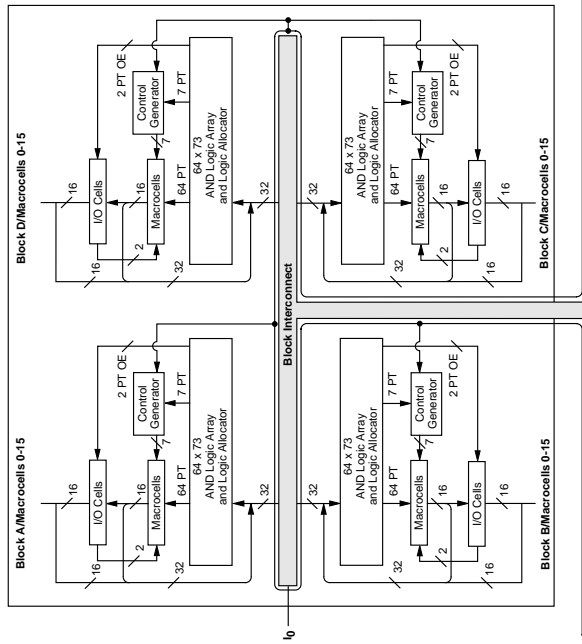 Block A/Macrocells 0-15
16
16
I/O Cells
2 PT OE
2
16
Macrocells
7
Control
Generator
32
64 PT
7 PT
64 x 73
AND Logic Array
and Logic Allocator
32
Block D/Macrocells 0-15
16
16
I/O Cells
2 PT OE
2
16
Macrocells
7
Control
Generator
32
64 PT
7 PT
64 x 73
AND Logic Array
and Logic Allocator
32
I0
Block Interconnect
32
64 x 73
AND Logic Array
and Logic Allocator
32
64 PT
7 PT
Control
Generator
7
Macrocells
16
2
2 PT OE
I/O Cells
16
16
Block B/Macrocells 0-15
32
64 x 73
AND Logic Array
and Logic Allocator
32
64 PT
7 PT
Control
Generator
7
Macrocells
16
2
2 PT OE
I/O Cells
16
16
Block C/Macrocells 0-15